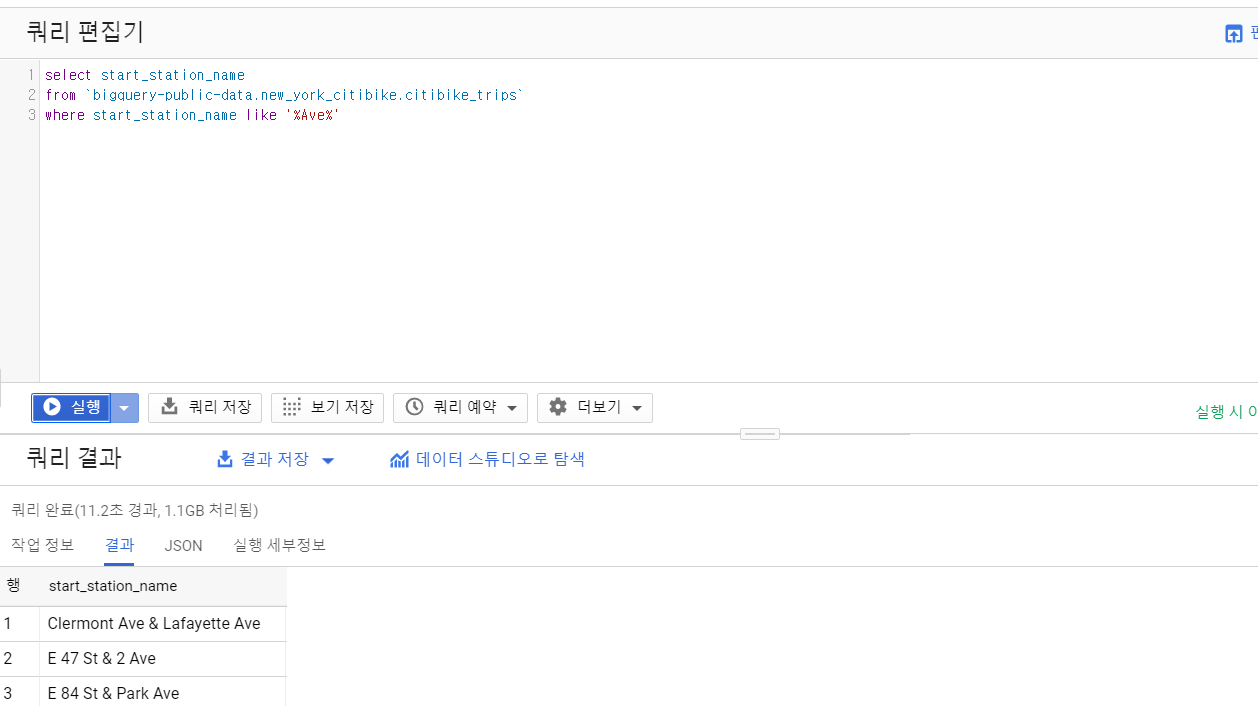 쿼리 편집기
1 select start_station_name
2 from `bigquery-public-data.new_york_citibike.citibike_trips`
3 where start_station_name like '%Ave%'
실행 쿼리 저장 보기 저장 쿼리 예약 더보기 실행 시
쿼리 결과 결과 저장 데이터 스튜디오로 탐색
쿼리 완료(11.2초 경과, 1.1GB 처리됨)
작업 정보 결과 JSON 실행 세부정보
행 start_station_name
1 Clermont Ave & Lafayette Ave
2 E 47 St & 2 Ave
3 E 84 St & Park Ave